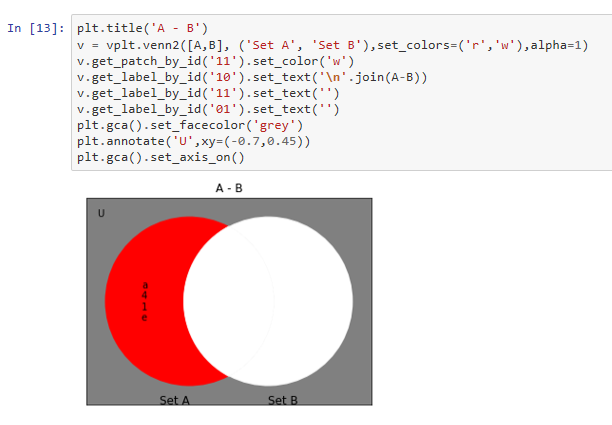 In [13]:
plt.title('A - B')
v = vplt.venn2([A,B], ('Set A', 'Set B'),set_colors=('r','w'),alpha=1)
v.get_patch_by_id('11').set_color('w')
v.get_label_by_id('10').set_text('\n'.join(A-B))
v.get_label_by_id('11').set_text('')
v.get_label_by_id('01').set_text('')
plt.gca().set_facecolor('grey')
plt.annotate('U',xy=(-0.7,0.45))
plt.gca().set_axis_on()
A - B
U
a
4
1
e
Set A
Set B